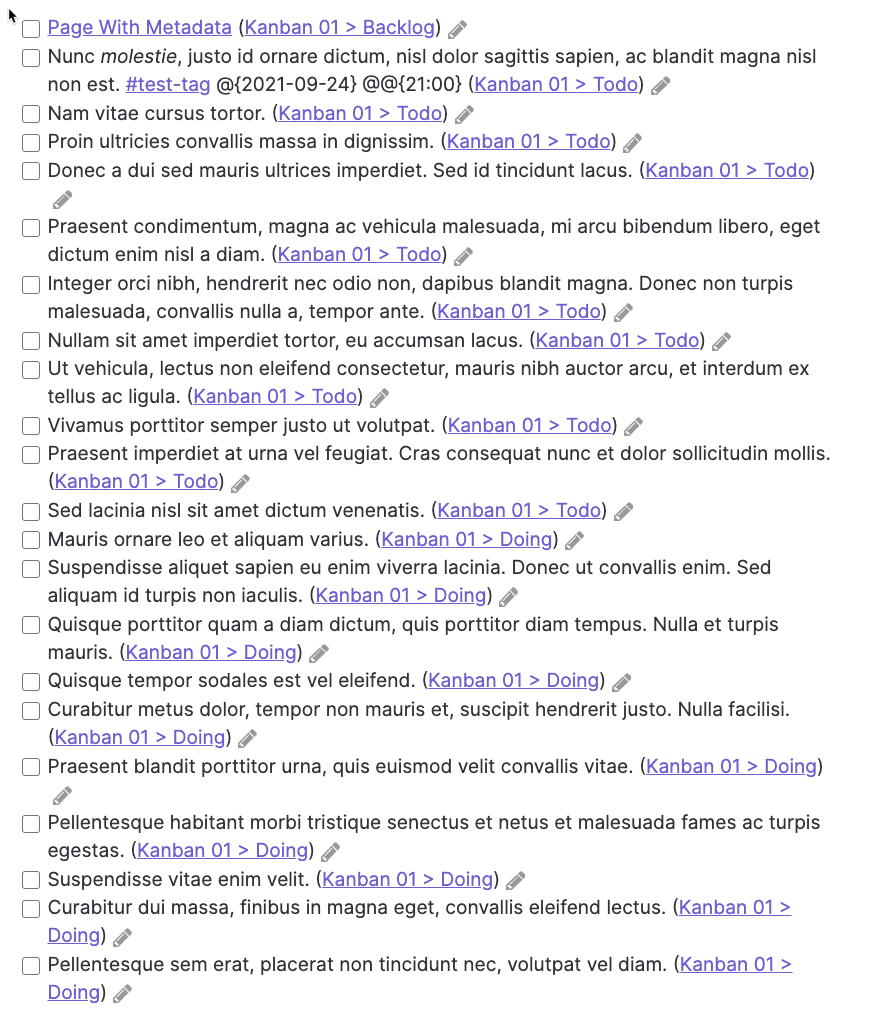 Page With Metadata (Kanban 01 > Backlog)
Nunc molestie, justo id ornare dictum, nisl dolor sagittis sapien, ac blandit magna nisl
non est. #test-tag @{2021-09-24} @@{21:00} (Kanban 01 > Todo)
Nam vitae cursus tortor. (Kanban 01 > Todo)
Proin ultricies convallis massa in dignissim. (Kanban 01 > Todo)
Donec a dui sed mauris ultrices imperdiet. Sed id tincidunt lacus. (Kanban 01 > Todo)
Praesent condimentum, magna ac vehicula malesuada, mi arcu bibendum libero, eget
dictum enim nisl a diam. (Kanban 01 > Todo)
Integer orci nibh, hendrerit nec odio non, dapibus blandit magna. Donec non turpis
malesuada, convallis nulla a, tempor ante. (Kanban 01 > Todo)
Nullam sit amet imperdiet tortor, eu accumsan lacus. (Kanban 01 > Todo)
Ut vehicula, lectus non eleifend consectetur, mauris nibh auctor arcu, et interdum ex
tellus ac ligula. (Kanban 01 > Todo)
Vivamus porttitor semper justo ut volutpat. (Kanban 01 > Todo)
Praesent imperdiet at urna vel feugiat. Cras consequat nunc et dolor sollicitudin mollis.
(Kanban 01 > Todo)
Sed lacinia nisl sit amet dictum venenatis. (Kanban 01 > Todo)
Mauris ornare leo et aliquam varius. (Kanban 01 > Doing)
Suspendisse aliquet sapien eu enim viverra lacinia. Donec ut convallis enim. Sed
aliquam id turpis non iaculis. (Kanban 01 > Doing)
Quisque porttitor quam a diam dictum, quis porttitor diam tempus. Nulla et turpis
mauris. (Kanban 01 > Doing)
Quisque tempor sodales est vel eleifend. (Kanban 01 > Doing)
Curabitur metus dolor, tempor non mauris et, suscipit hendrerit justo. Nulla facilisi.
(Kanban 01 > Doing)
Praesent blandit porttitor urna, quis euismod velit convallis vitae. (Kanban 01 > Doing)
Pellentesque habitant morbi tristique senectus et netus et malesuada fames ac turpis
egestas. (Kanban 01 > Doing)
Suspendisse vitae enim velit. (Kanban 01 > Doing)
Curabitur dui massa, finibus in magna eget, convallis eleifend lectus. (Kanban 01 >
Doing)
Pellentesque sem erat, placerat non tincidunt nec, volutpat vel diam. (Kanban 01 >
Doing)